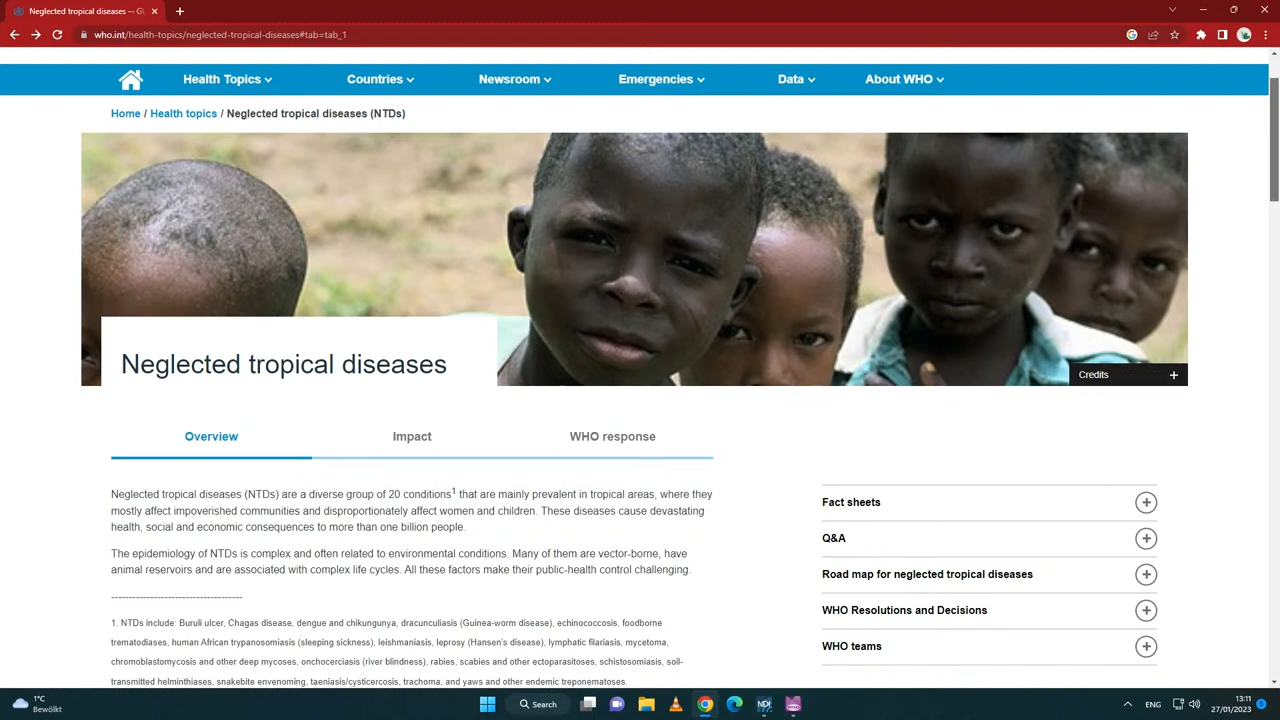 Neglected tropical diseases -- Gl
who.int/health-topics/neglected-tropical-diseases#tab=tab_1
Health Topics Countries Newsroom Emergencies Data About WHO
Home / Health topics / Neglected tropical diseases (NTDs)
Neglected tropical diseases
Credits +
Overview Impact WHO response
Neglected tropical diseases (NTDs) are a diverse group of 20 conditions¹ that are mainly prevalent in tropical areas, where they
mostly affect impoverished communities and disproportionately affect women and children. These diseases cause devastating
health, social and economic consequences to more than one billion people.
The epidemiology of NTDs is complex and often related to environmental conditions. Many of them are vector-borne, have
animal reservoirs and are associated with complex life cycles. All these factors make their public-health control challenging.
------------------------------------
1. NTDs include: Buruli ulcer, Chagas disease, dengue and chikungunya, dracunculiasis (Guinea-worm disease), echinococcosis, foodborne
trematodiases, human African trypanosomiasis (sleeping sickness), leishmaniasis, leprosy (Hansen's disease), lymphatic filariasis, mycetoma,
chromoblastomycosis and other deep mycoses, onchocerciasis (river blindness), rabies, scabies and other ectoparasitoses, schistosomiasis, soil-
transmitted helminthiases, snakebite envenoming, taeniasis/cysticercosis, trachoma, and yaws and other endemic treponematoses.
Fact sheets
Q&A
Road map for neglected tropical diseases
WHO Resolutions and Decisions
WHO teams
1°C
Bewölkt
Search
NDI
ENG
13:11
27/01/2023